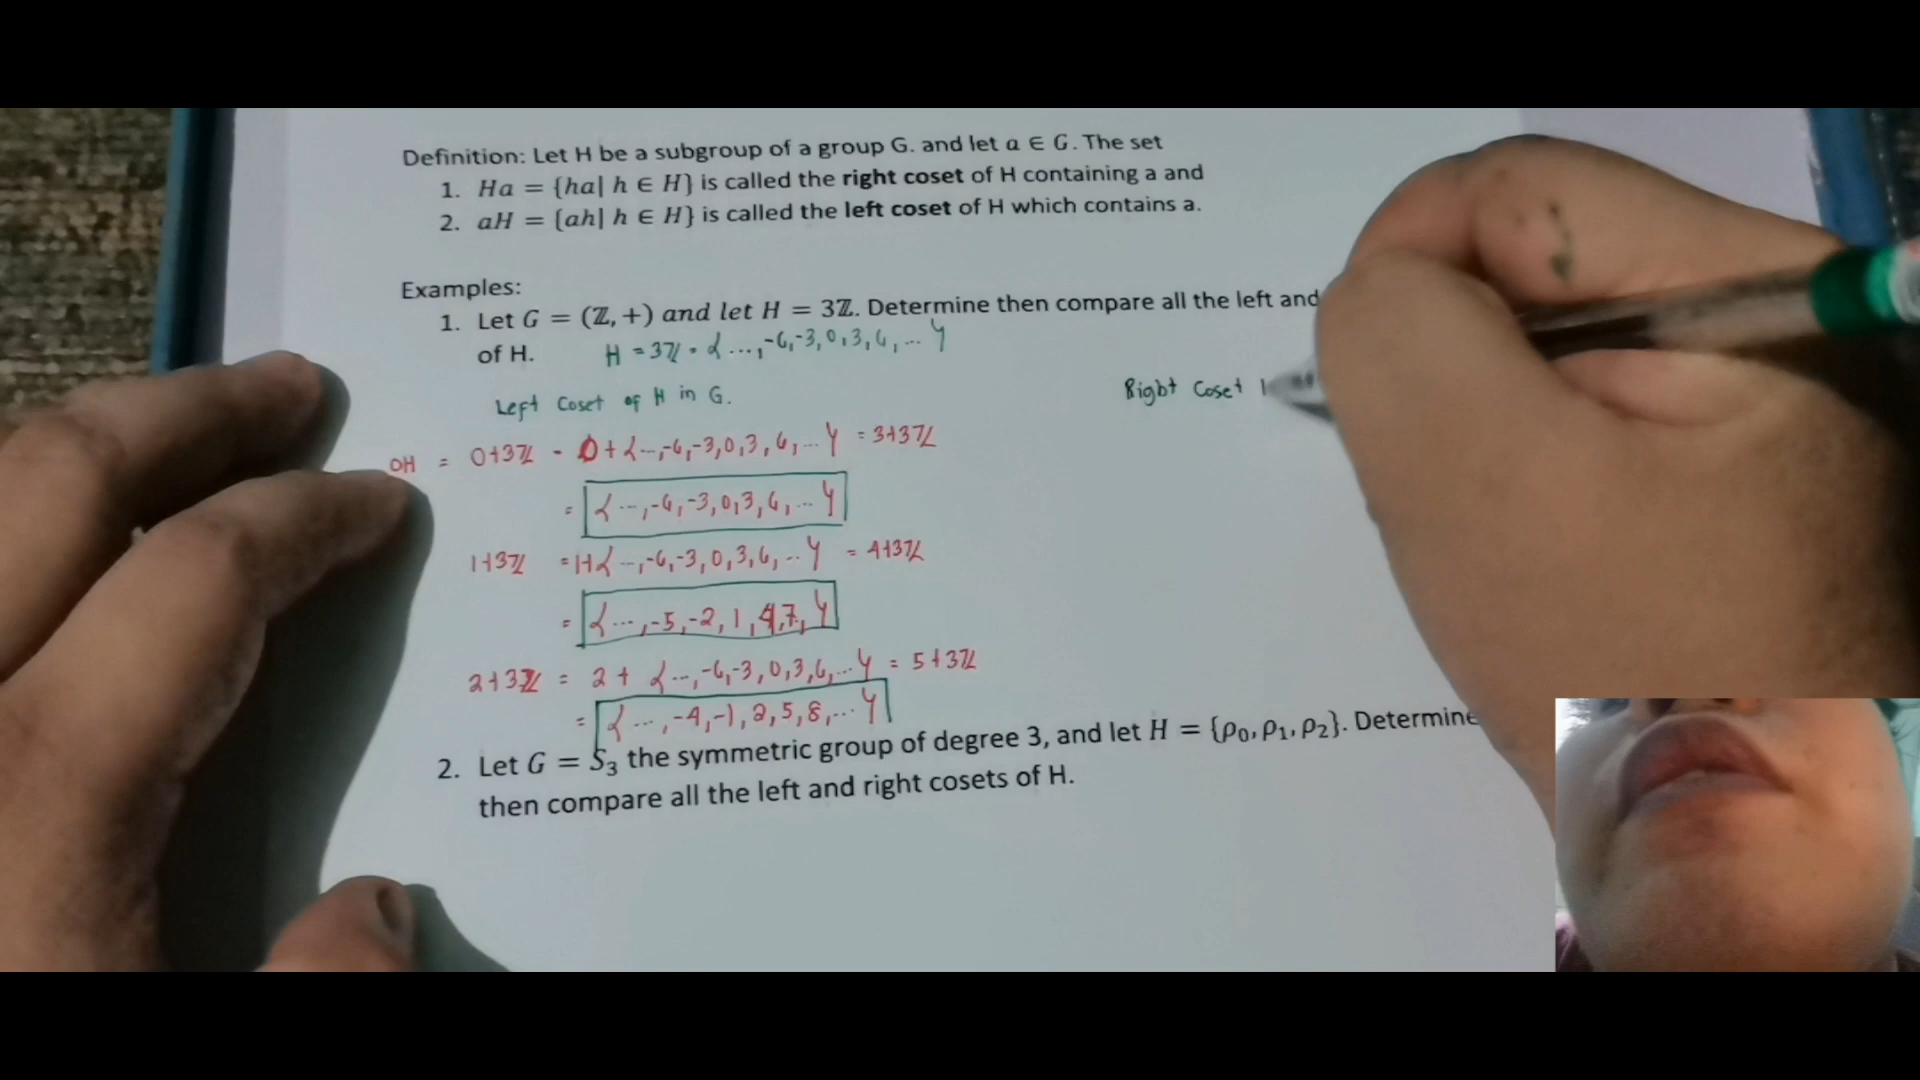 Definition: Let H be a subgroup of a group G. and let a ∈ G. The set
1. Ha = {ha| h ∈ H} is called the right coset of H containing a and
2. aH = {ah| h ∈ H} is called the left coset of H which contains a.
Examples:
1. Let G = (ℤ, +) and let H = 3ℤ. Determine then compare all the left and
of H. H = 3ℤ = {..., -6, -3, 0, 3, 6, ... }
Left Coset of H in G. Right Coset
0H = 0+3ℤ = 0+{..., -6, -3, 0, 3, 6, ... } = 3+3ℤ
= {..., -6, -3, 0, 3, 6, ... }
1+3ℤ = 1+{..., -6, -3, 0, 3, 6, .. } = 4+3ℤ
= {..., -5, -2, 1, 4, 7, }
2+3ℤ = 2 + {..., -6, -3, 0, 3, 6, ... } = 5+3ℤ
= {..., -4, -1, 2, 5, 8, ... }
2. Let G = S₃ the symmetric group of degree 3, and let H = {ρ₀, ρ₁, ρ₂}. Determine
then compare all the left and right cosets of H.